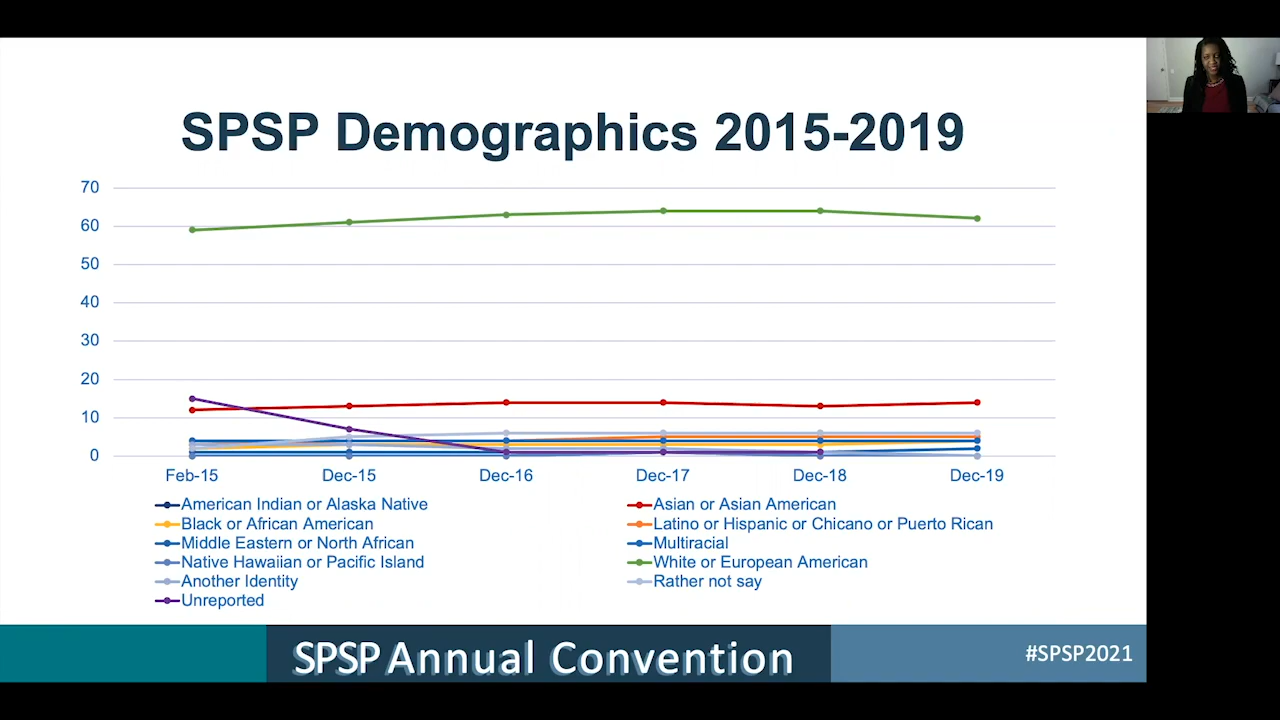 SPSP Demographics 2015-2019
70
60
50
40
30
20
10
0
Feb-15 Dec-15 Dec-16 Dec-17 Dec-18 Dec-19
American Indian or Alaska Native Asian or Asian American
Black or African American Latino or Hispanic or Chicano or Puerto Rican
Middle Eastern or North African Multiracial
Native Hawaiian or Pacific Island White or European American
Another Identity Rather not say
Unreported
SPSP Annual Convention #SPSP2021